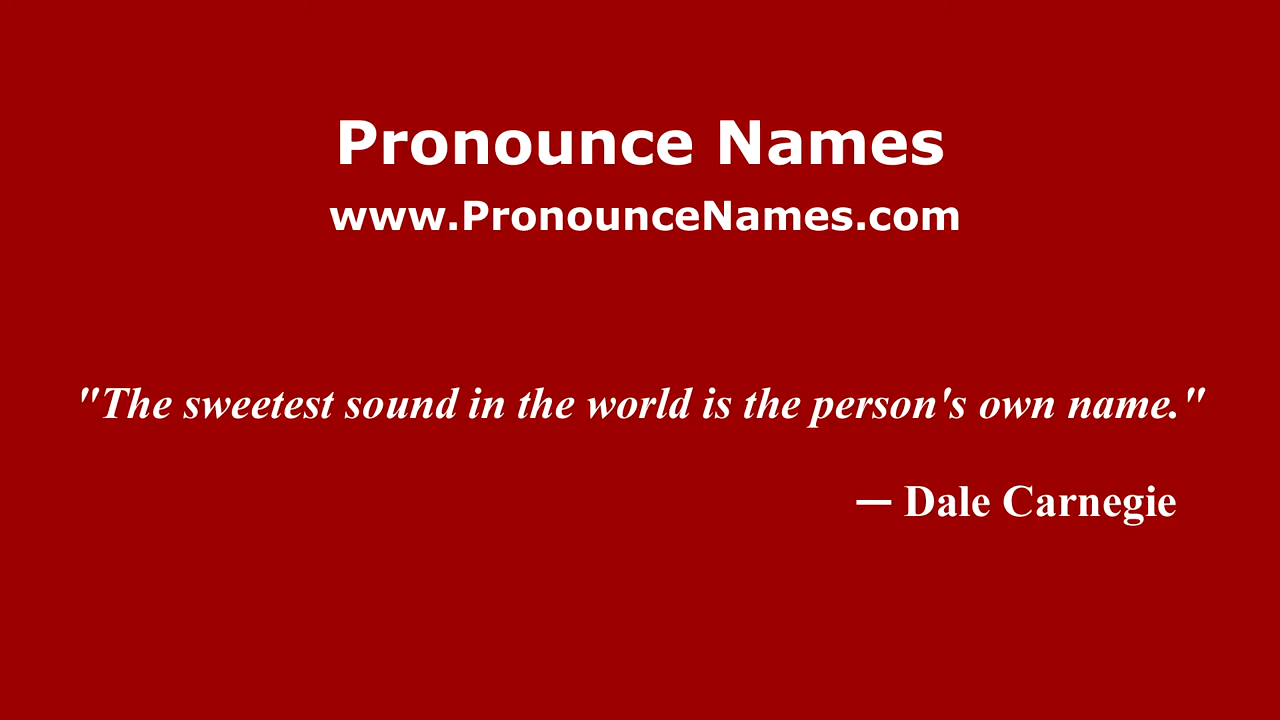 Pronounce Names
www.PronounceNames.com
"The sweetest sound in the world is the person's own name."
— Dale Carnegie